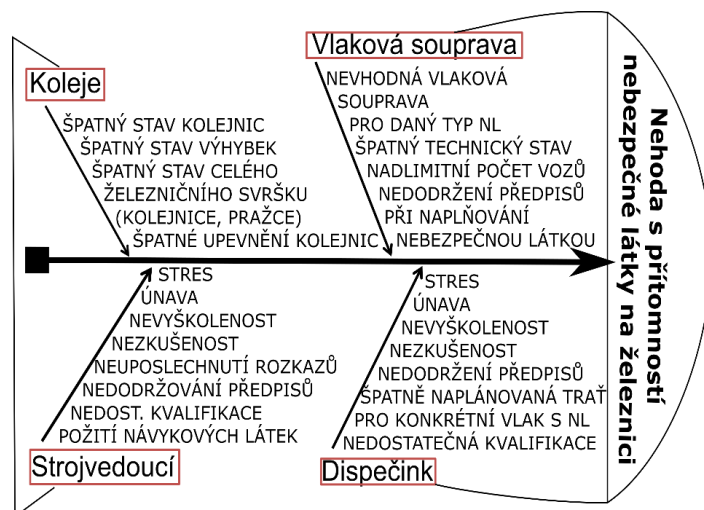 Koleje
ŠPATNÝ STAV KOLEJNIC
ŠPATNÝ STAV VÝHYBEK
ŠPATNÝ STAV CELÉHO
ŽELEZNIČNÍHO SVRŠKU
(KOLEJNICE, PRAŽCE)
ŠPATNÉ UPEVNĚNÍ KOLEJNIC
Vlaková souprava
NEVHODNÁ VLAKOVÁ
SOUPRAVA
PRO DANÝ TYP NL
ŠPATNÝ TECHNICKÝ STAV
NADLIMITNÍ POČET VOZŮ
NEDODRŽENÍ PŘEDPISŮ
PŘI NAPLŇOVÁNÍ
NEBEZPEČNOU LÁTKOU
STRES
ÚNAVA
NEVYŠKOLENOST
NEZKUŠENOST
NEUPOSLECHNUTÍ ROZKAZŮ
NEDODRŽOVÁNÍ PŘEDPISŮ
NEDOST. KVALIFIKACE
POŽITÍ NÁVYKOVÝCH LÁTEK
Strojvedoucí
STRES
ÚNAVA
NEVYŠKOLENOST
NEZKUŠENOST
NEDODRŽENÍ PŘEDPISŮ
ŠPATNĚ NAPLÁNOVANÁ TRAŤ
PRO KONKRÉTNÍ VLAK S NL
NEDOSTATEČNÁ KVALIFIKACE
Dispečink
Nehoda s přítomností
nebezpečné látky na železnici